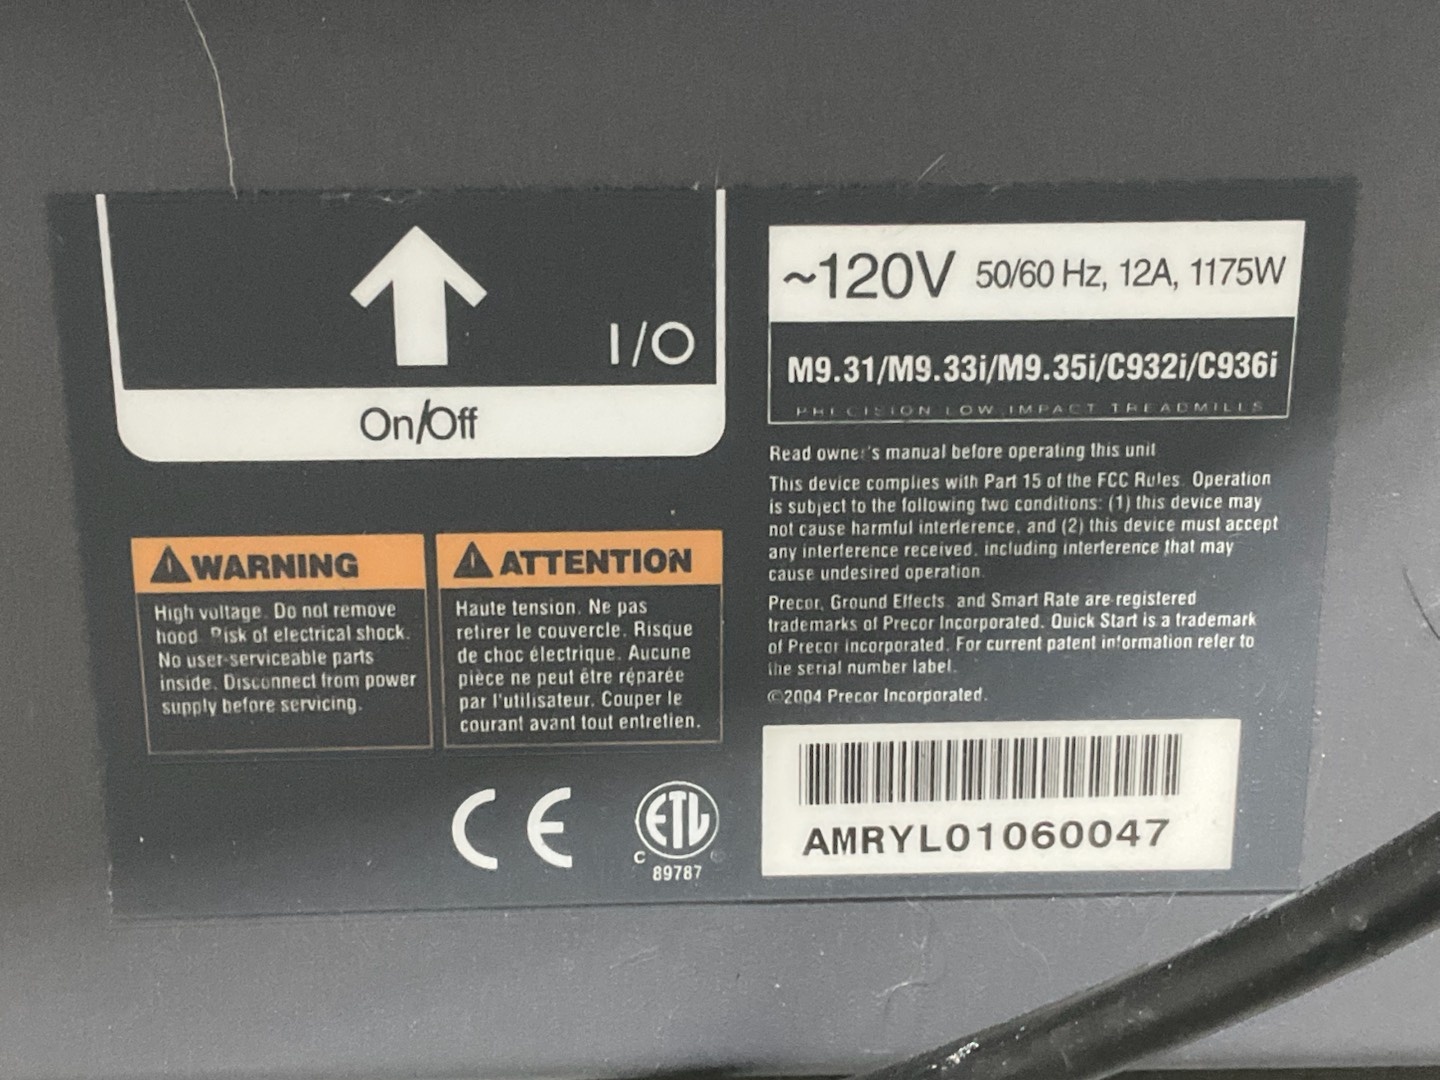 I/O
On/Off
~120V 50/60 Hz, 12A, 1175W
M9.31/M9.33i/M9.35i/C932i/C936i
PRECISION LOW IMPACT TREADMILLS
Read owner's manual before operating this unit
This device complies with Part 15 of the FCC Rules. Operation
is subject to the following two conditions: (1) this device may
not cause harmful interference, and (2) this device must accept
any interference received, including interference that may
cause undesired operation.
Precor, Ground Effects, and Smart Rate are registered
trademarks of Precor Incorporated. Quick Start is a trademark
of Precor incorporated. For current patent information refer to
the serial number label.
©2004 Precor Incorporated.
WARNING
High voltage. Do not remove
hood. Risk of electrical shock.
No user-serviceable parts
inside. Disconnect from power
supply before servicing.
ATTENTION
Haute tension. Ne pas
retirer le couvercle. Risque
de choc électrique. Aucune
pièce ne peut être réparée
par l'utilisateur. Couper le
courant avant tout entretien.
CE
ETL
C
89787
AMRYL01060047